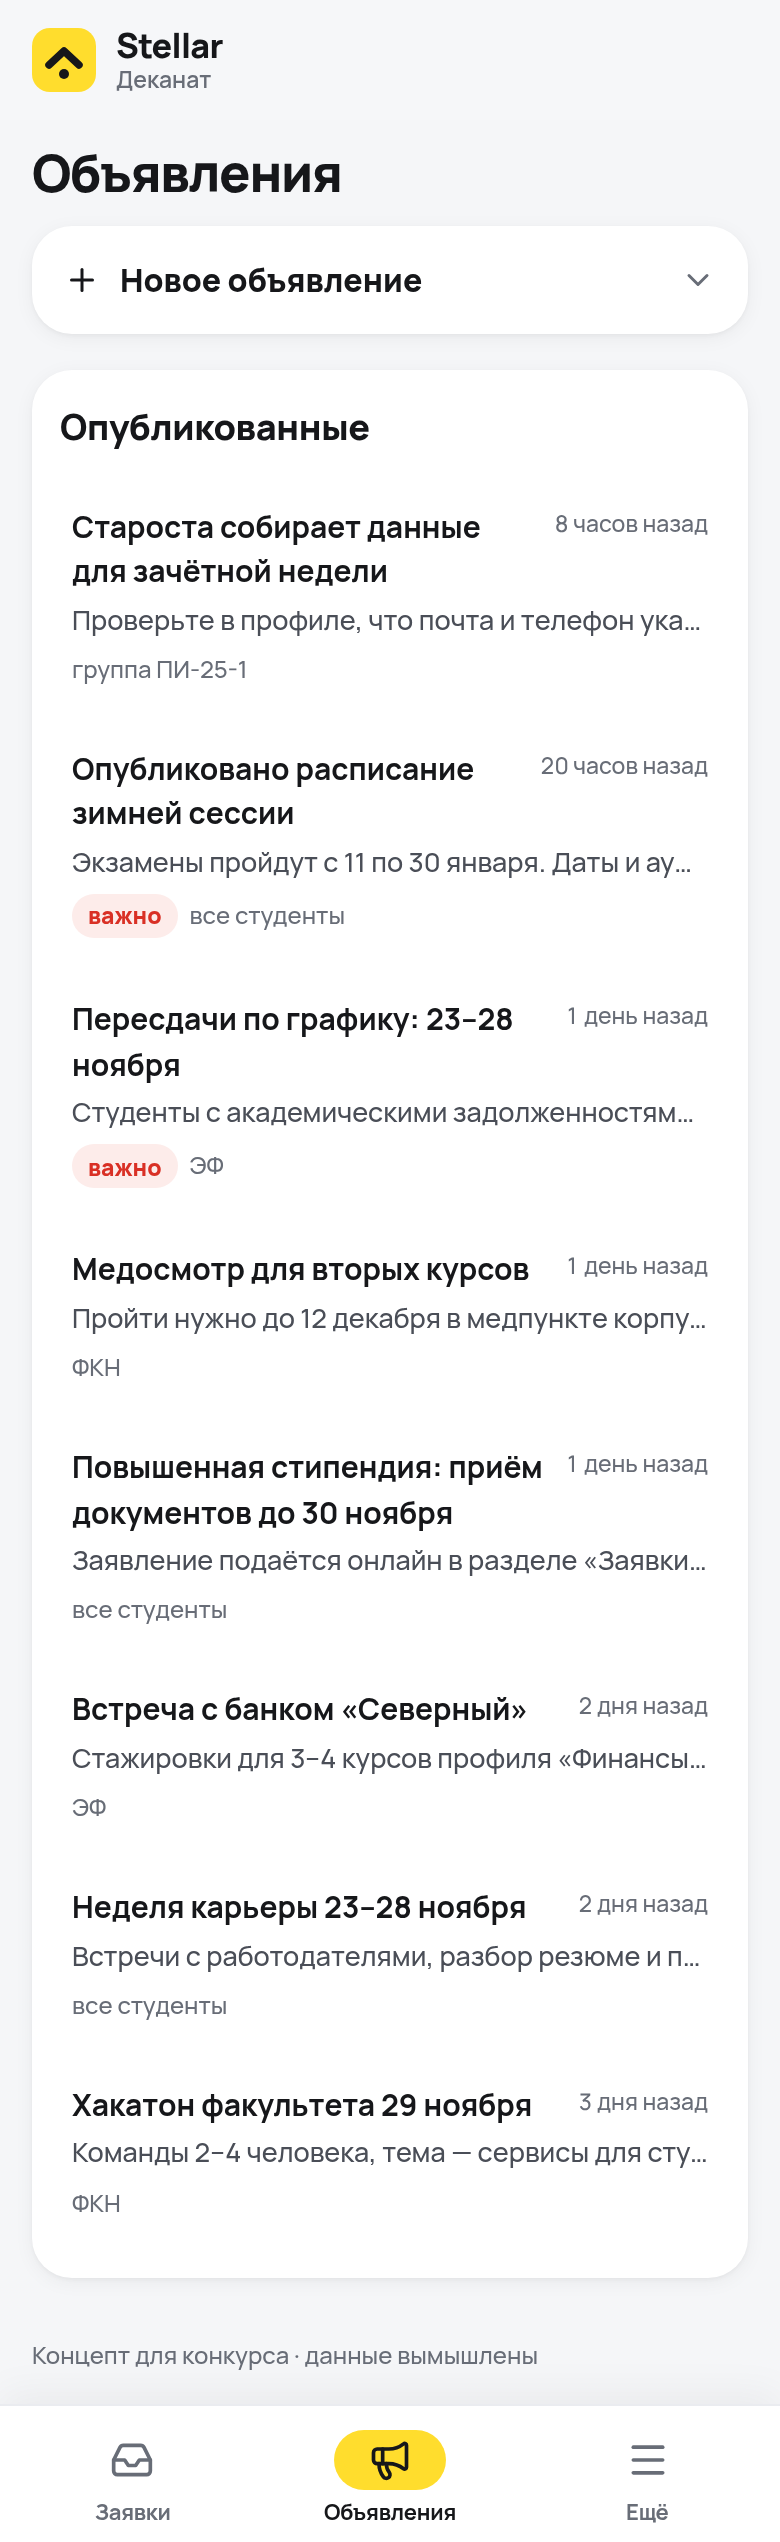 Stellar
Деканат
Объявления
Новое объявление
Опубликованные
Староста собирает данные
для зачётной недели
8 часов назад
Проверьте в профиле, что почта и телефон ука…
группа ПИ-25-1
Опубликовано расписание
зимней сессии
20 часов назад
Экзамены пройдут с 11 по 30 января. Даты и ау…
важно все студенты
Пересдачи по графику: 23–28
ноября
1 день назад
Студенты с академическими задолженностям…
важно ЭФ
Медосмотр для вторых курсов
1 день назад
Пройти нужно до 12 декабря в медпункте корпу…
ФКН
Повышенная стипендия: приём
документов до 30 ноября
1 день назад
Заявление подаётся онлайн в разделе «Заявки…
все студенты
Встреча с банком «Северный»
2 дня назад
Стажировки для 3–4 курсов профиля «Финансы…
ЭФ
Неделя карьеры 23–28 ноября
2 дня назад
Встречи с работодателями, разбор резюме и п…
все студенты
Хакатон факультета 29 ноября
3 дня назад
Команды 2–4 человека, тема — сервисы для сту…
ФКН
Концепт для конкурса · данные вымышлены
Заявки
Объявления
Ещё